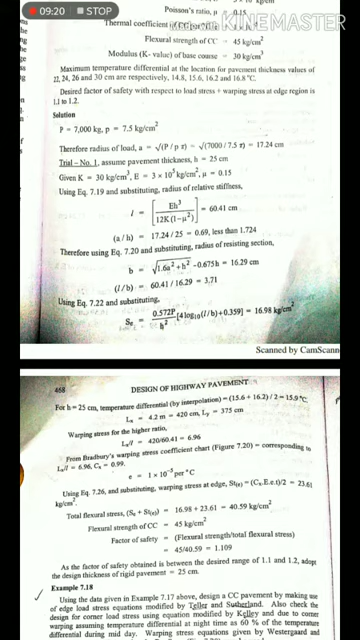 09:20 STOP
KINEMASTER
Poisson's ratio, μ = 0.15
Thermal coefficient
Flexural strength of CC = 45 kg/cm²
Modulus (K- value) of base course = 30 kg/cm³
Maximum temperature differential at the location for pavement thickness values of
22, 24, 26 and 30 cm are respectively, 14.8, 15.6, 16.2 and 16.8°C.
Desired factor of safety with respect to load stress + warping stress at edge region is
1.1 to 1.2.
Solution
P = 7,000 kg, p = 7.5 kg/cm²
Therefore radius of load, a = √(P / p π) = √(7000 / 7.5 π) = 17.24 cm
Trial – No. 1, assume pavement thickness, h = 25 cm
Given K = 30 kg/cm³, E = 3 × 10⁵ kg/cm², μ = 0.15
Using Eq. 7.19 and substituting, radius of relative stiffness,
l = [Eh³ / 12K(1–μ²)] = 60.41 cm
(a / h) = 17.24 / 25 = 0.69, less than 1.724
Therefore using Eq. 7.20 and substituting, radius of resisting section,
b = √1.6a² + h² –0.675h = 16.29 cm
(l / b) = 60.41 / 16.29 = 3.71
Using Eq. 7.22 and substituting,
Sₑ = 0.572P / h² [4 log₁₀(l / b) + 0.359] = 16.98 kg/cm²
Scanned by CamScann
468 DESIGN OF HIGHWAY PAVEMENT
For h = 25 cm, temperature differential (by interpolation) = (15.6 + 16.2) / 2 = 15.9°C
Lₓ = 4.2 m = 420 cm, Lᵧ = 375 cm
Warping stress for the higher ratio,
Lₓ/l = 420/60.41 = 6.96
From Bradbury's warping stress coefficient chart (Figure 7.20) = corresponding to
Lₓ/l = 6.96, Cₓ = 0.99.
e = 1 × 10⁻⁵ per °C
Using Eq. 7.26, and substituting, warping stress at edge, St(ₑ) = (Cₓ.E.e.t)/2 = 23.61
kg/cm².
Total flexural stress, (Sₑ + St(ₑ)) = 16.98 + 23.61 = 40.59 kg/cm²
Flexural strength of CC = 45 kg/cm²
Factor of safety = (Flexural strength/total flexural stress)
= 45/40.59 = 1.109
As the factor of safety obtained is between the desired range of 1.1 and 1.2, adopt
the design thickness of rigid pavement = 25 cm.
Example 7.18
Using the data given in Example 7.17 above, design a CC pavement by making use
of edge load stress equations modified by Teller and Sutherland. Also check the
design for corner load stress using equation modified by Kelley and due to corner
warping assuming temperature differential at night time as 60 % of the temperature
differential during mid day. Warping stress equations given by Westergaard and